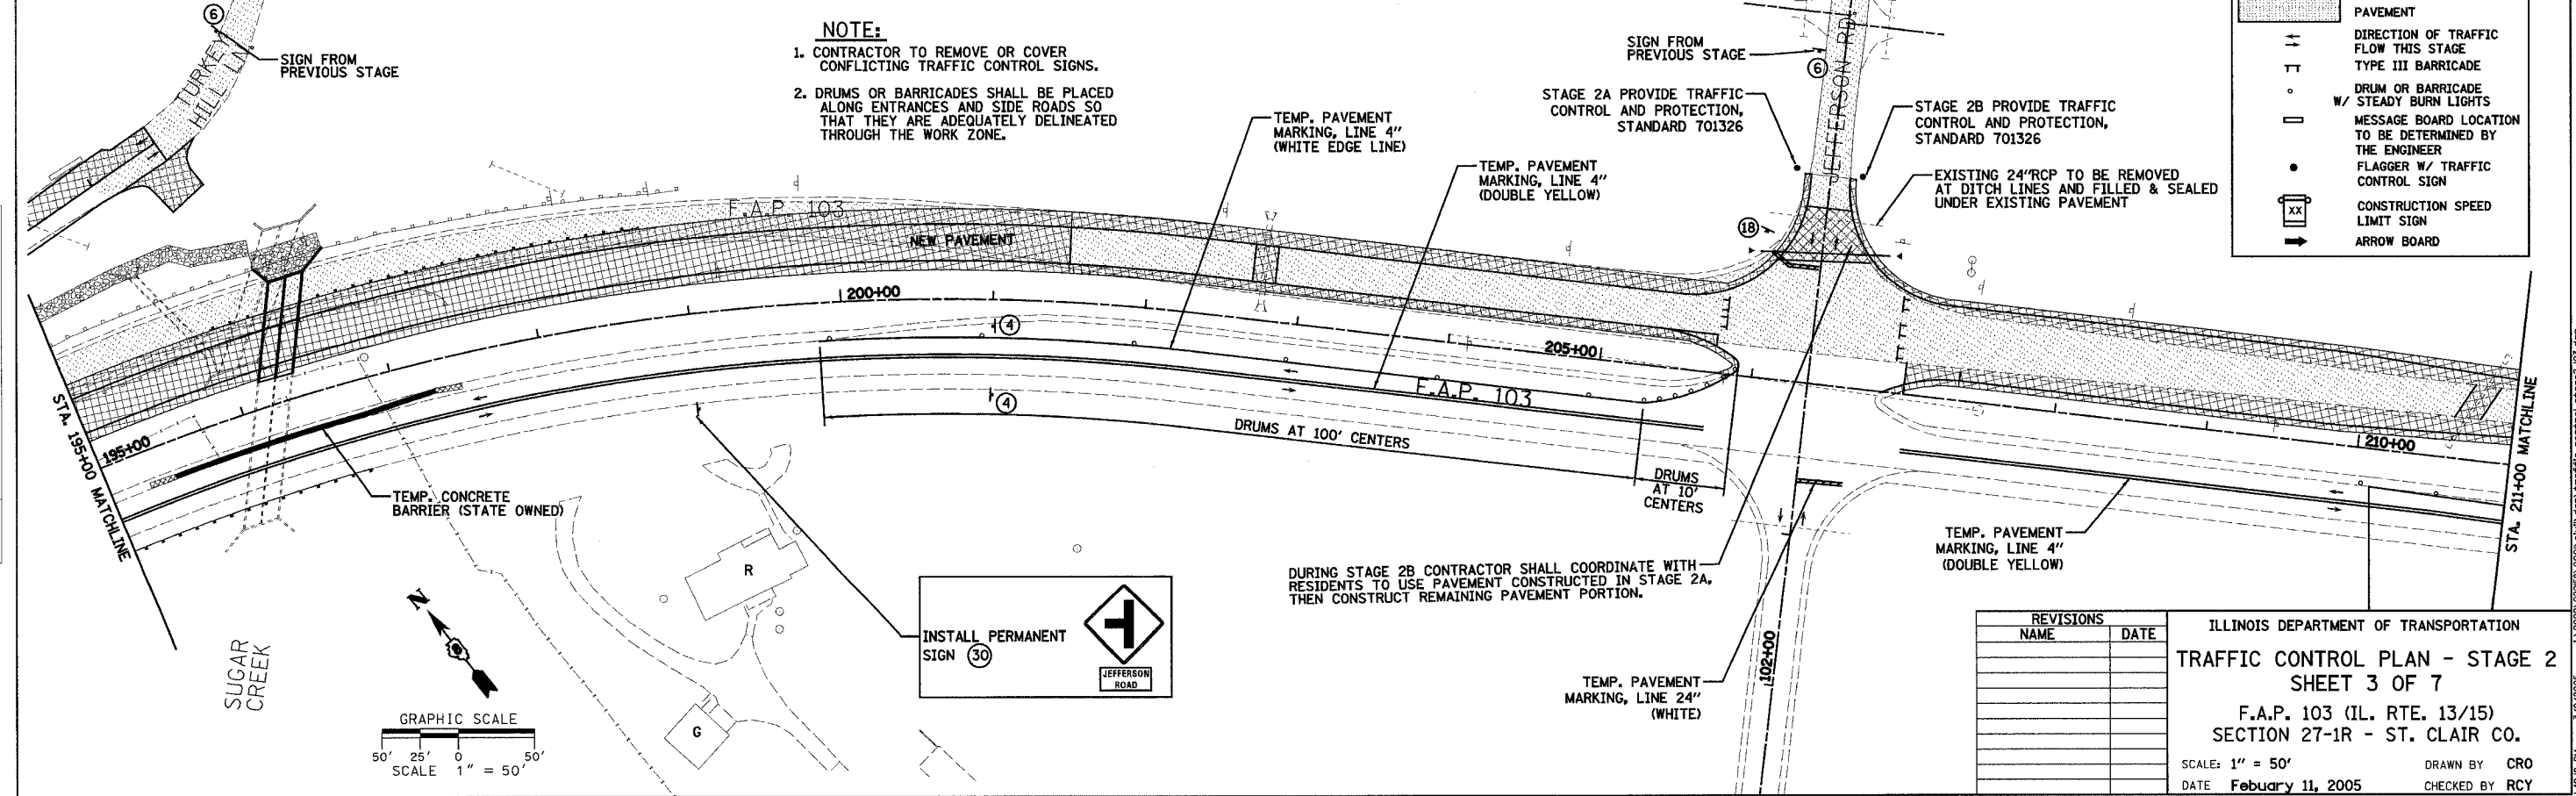 6
TURKEY
HILL LN.
SIGN FROM
PREVIOUS STAGE
NOTE:
1. CONTRACTOR TO REMOVE OR COVER
CONFLICTING TRAFFIC CONTROL SIGNS.
2. DRUMS OR BARRICADES SHALL BE PLACED
ALONG ENTRANCES AND SIDE ROADS SO
THAT THEY ARE ADEQUATELY DELINEATED
THROUGH THE WORK ZONE.
TEMP. PAVEMENT
MARKING, LINE 4"
(WHITE EDGE LINE)
TEMP. PAVEMENT
MARKING, LINE 4"
(DOUBLE YELLOW)
SIGN FROM
PREVIOUS STAGE
6
JEFFERSON RD.
STAGE 2A PROVIDE TRAFFIC
CONTROL AND PROTECTION,
STANDARD 701326
STAGE 2B PROVIDE TRAFFIC
CONTROL AND PROTECTION,
STANDARD 701326
EXISTING 24"RCP TO BE REMOVED
AT DITCH LINES AND FILLED & SEALED
UNDER EXISTING PAVEMENT
18
PAVEMENT
DIRECTION OF TRAFFIC
FLOW THIS STAGE
TYPE III BARRICADE
DRUM OR BARRICADE
W/ STEADY BURN LIGHTS
MESSAGE BOARD LOCATION
TO BE DETERMINED BY
THE ENGINEER
FLAGGER W/ TRAFFIC
CONTROL SIGN
XX
CONSTRUCTION SPEED
LIMIT SIGN
ARROW BOARD
F.A.P. 103
NEW PAVEMENT
200+00
4
205+00
4
F.A.P. 103
DRUMS AT 100' CENTERS
DRUMS
AT 10'
CENTERS
210+00
STA. 195+00 MATCHLINE
195+00
TEMP. CONCRETE
BARRIER (STATE OWNED)
STA. 211+00 MATCHLINE
TEMP. PAVEMENT
MARKING, LINE 4"
(DOUBLE YELLOW)
DURING STAGE 2B CONTRACTOR SHALL COORDINATE WITH
RESIDENTS TO USE PAVEMENT CONSTRUCTED IN STAGE 2A,
THEN CONSTRUCT REMAINING PAVEMENT PORTION.
TEMP. PAVEMENT
MARKING, LINE 24"
(WHITE)
102+00
R
G
INSTALL PERMANENT
SIGN 30
JEFFERSON
ROAD
N
SUGAR
CREEK
GRAPHIC SCALE
50' 25' 0 50'
SCALE 1" = 50'
REVISIONS
NAME DATE
ILLINOIS DEPARTMENT OF TRANSPORTATION
TRAFFIC CONTROL PLAN - STAGE 2
SHEET 3 OF 7
F.A.P. 103 (IL. RTE. 13/15)
SECTION 27-1R - ST. CLAIR CO.
SCALE: 1" = 50'
DRAWN BY CRO
DATE Febuary 11, 2005
CHECKED BY RCY